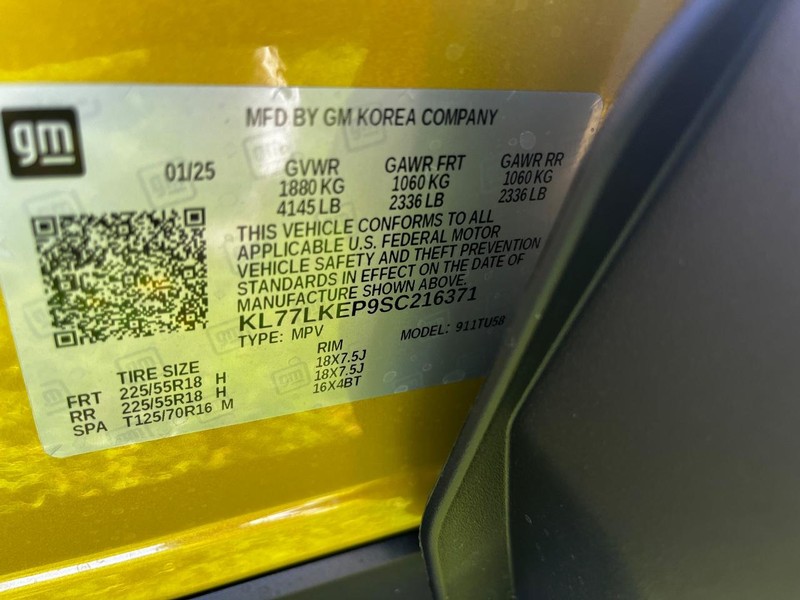 gm
MFD BY GM KOREA COMPANY
01/25 GVWR GAWR FRT GAWR RR
1880 KG 1060 KG 1060 KG
4145 LB 2336 LB 2336 LB
THIS VEHICLE CONFORMS TO ALL
APPLICABLE U.S. FEDERAL MOTOR
VEHICLE SAFETY AND THEFT PREVENTION
STANDARDS IN EFFECT ON THE DATE OF
MANUFACTURE SHOWN ABOVE.
KL77LKEP9SC216371
TYPE: MPV MODEL: 911TU58
TIRE SIZE RIM
FRT 225/55R18 H 18X7.5J
RR 225/55R18 H 18X7.5J
SPA T125/70R16 M 16X4BT